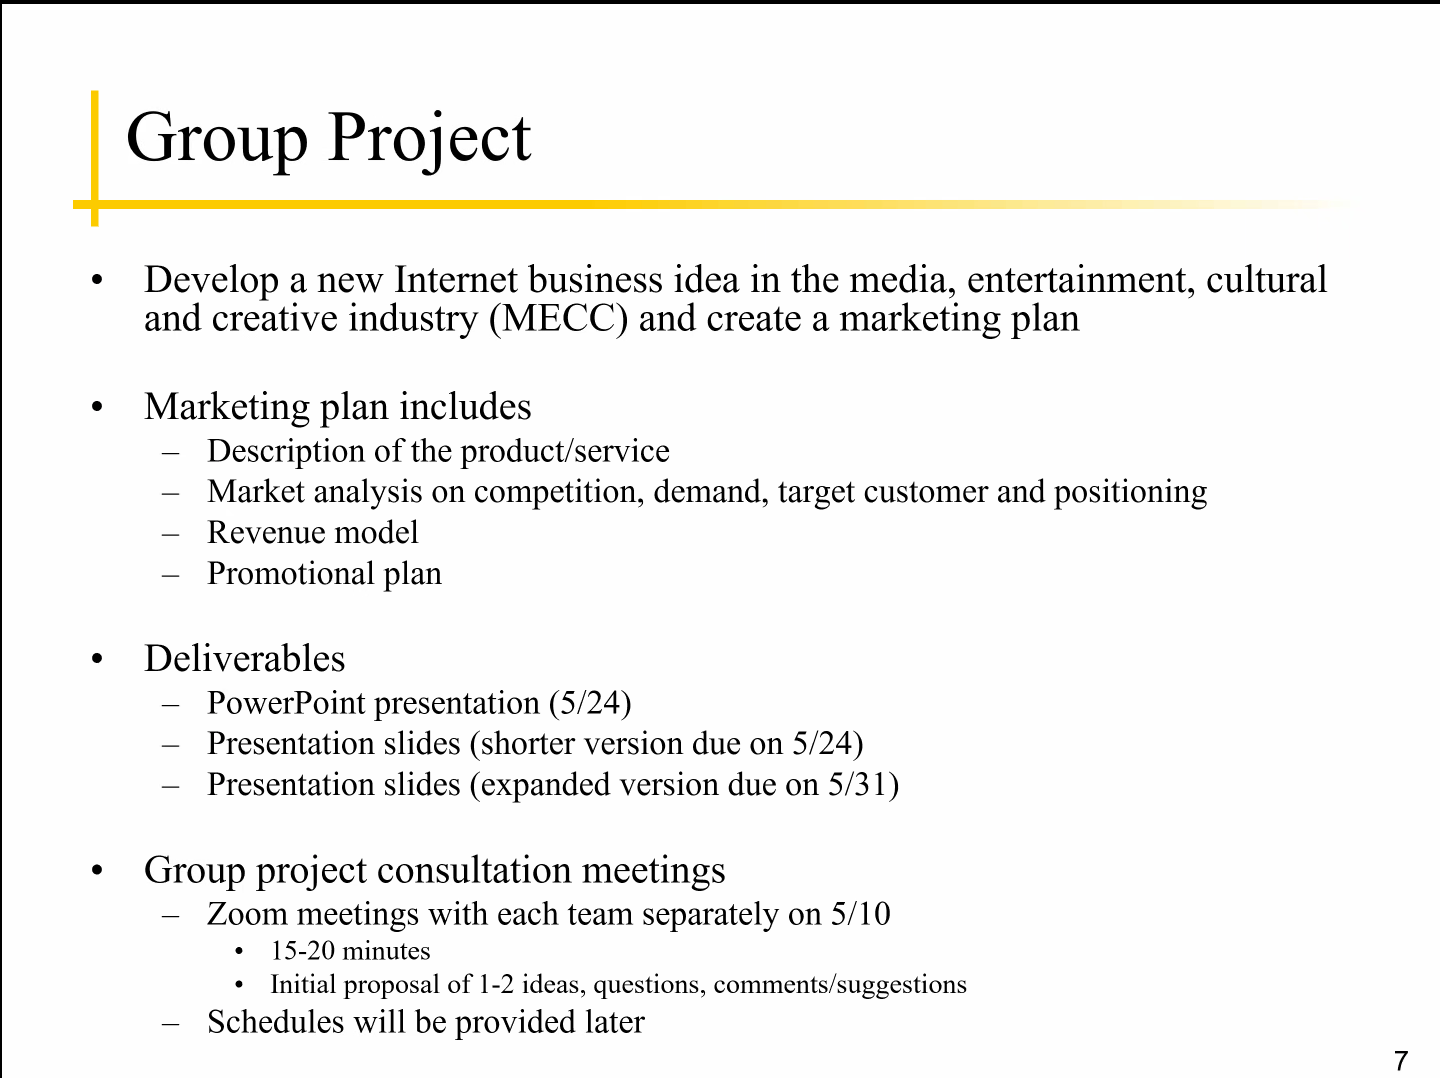 Group Project
• Develop a new Internet business idea in the media, entertainment, cultural
and creative industry (MECC) and create a marketing plan
• Marketing plan includes
– Description of the product/service
– Market analysis on competition, demand, target customer and positioning
– Revenue model
– Promotional plan
• Deliverables
– PowerPoint presentation (5/24)
– Presentation slides (shorter version due on 5/24)
– Presentation slides (expanded version due on 5/31)
• Group project consultation meetings
– Zoom meetings with each team separately on 5/10
• 15-20 minutes
• Initial proposal of 1-2 ideas, questions, comments/suggestions
– Schedules will be provided later
7